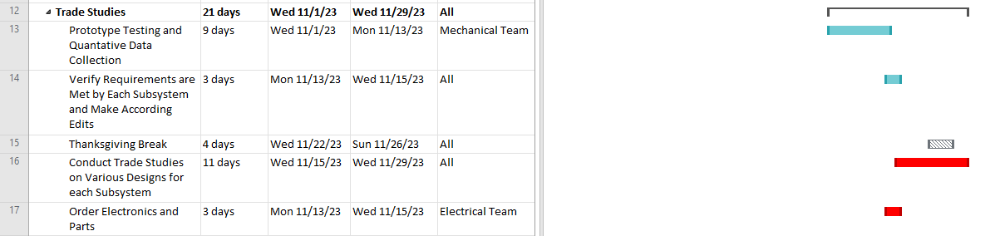 12 Trade Studies 21 days Wed 11/1/23 Wed 11/29/23 All
13 Prototype Testing and 9 days Wed 11/1/23 Mon 11/13/23 Mechanical Team
Quantative Data
Collection
14 Verify Requirements are 3 days Mon 11/13/23 Wed 11/15/23 All
Met by Each Subsystem
and Make According
Edits
15 Thanksgiving Break 4 days Wed 11/22/23 Sun 11/26/23 All
16 Conduct Trade Studies 11 days Wed 11/15/23 Wed 11/29/23 All
on Various Designs for
each Subsystem
17 Order Electronics and 3 days Mon 11/13/23 Wed 11/15/23 Electrical Team
Parts